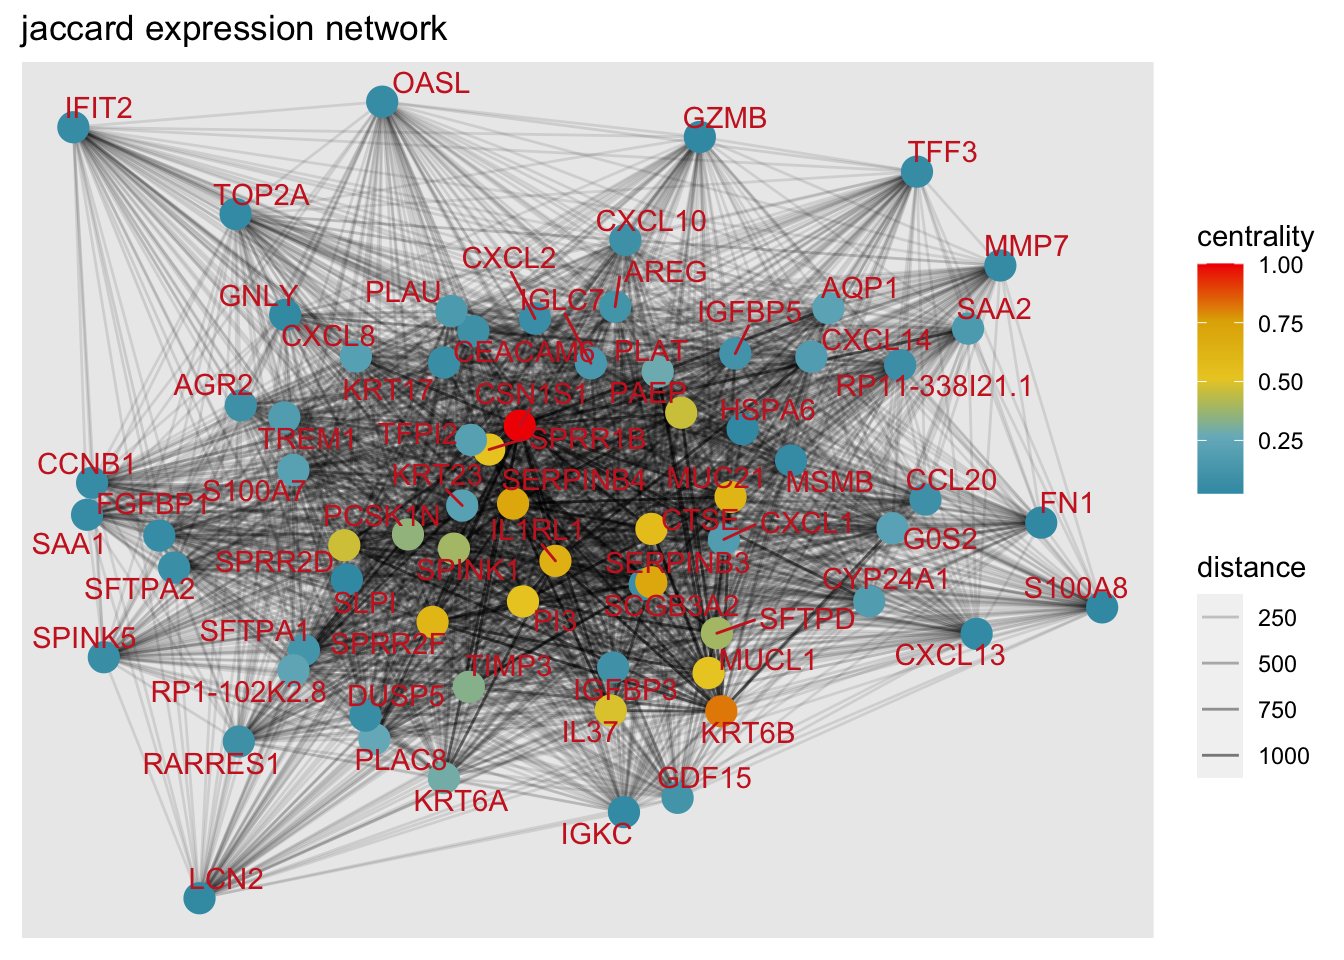 jaccard expression network
OASL
IFIT2
GZMB
TFF3
TOP2A
CXCL10
MMP7
CXCL2
AREG
GNLY
PLAU
IGLC7
IGFBP5
AQP1
SAA2
CXCL8
CEACAM6
PLAT
CXCL14
AGR2
KRT17
CSN1S1
PAEP
RP11-338I21.1
HSPA6
TREM1
TFPI2
SPRR1B
CCNB1
KRT23
SERPINB4
MUC21
MSMB
CCL20
S100A7
FGFBP1
PCSK1N
IL1RL1
CTSE
CXCL1
FN1
SAA1
G0S2
SPRR2D
SPINK1
SERPINB3
CYP24A1
SFTPA2
SLPI
SCGB3A2
S100A8
SPINK5
SFTPA1
SPRR2F
PI3
SFTPD
CXCL13
TIMP3
MUCL1
RP1-102K2.8
DUSP5
IGFBP3
IL37
KRT6B
RARRES1
PLAC8
GDF15
KRT6A
IGKC
LCN2
centrality
1.00
0.75
0.50
0.25
distance
250
500
750
1000